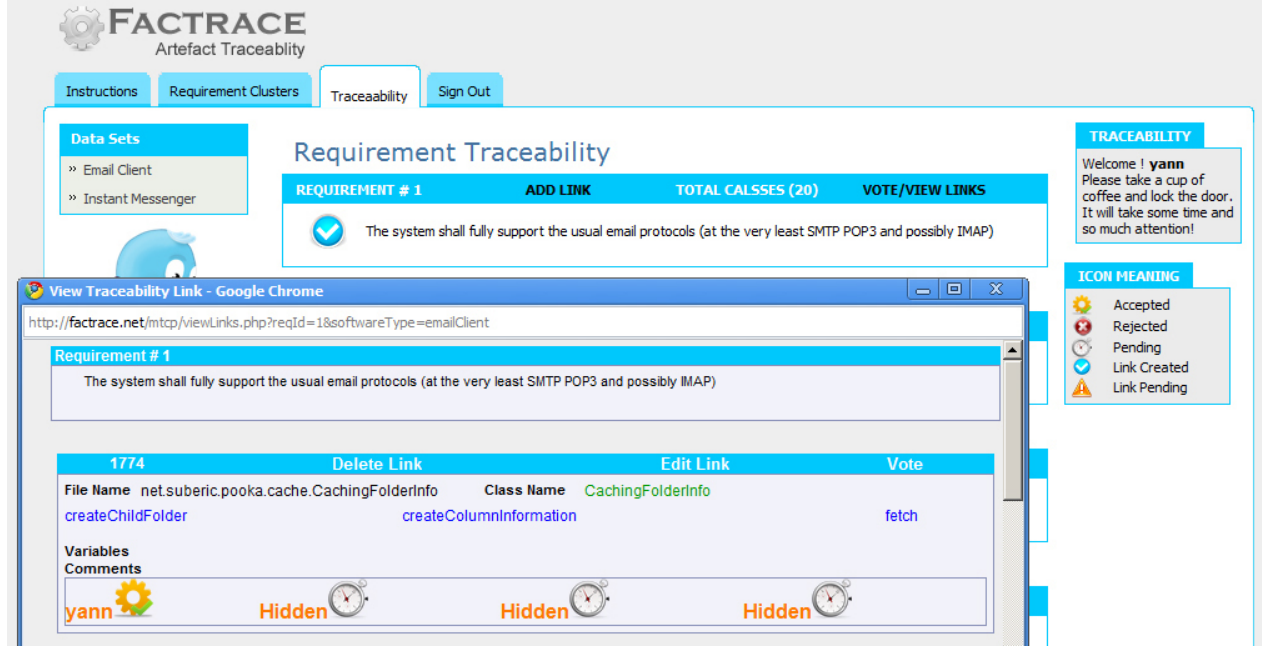 FACTRACE
Artefact Traceablity
Instructions Requirement Clusters Traceaability Sign Out
Data Sets
» Email Client
» Instant Messenger
Requirement Traceability
REQUIREMENT # 1 ADD LINK TOTAL CALSSES (20) VOTE/VIEW LINKS
The system shall fully support the usual email protocols (at the very least SMTP POP3 and possibly IMAP)
TRACEABILITY
Welcome ! yann
Please take a cup of
coffee and lock the door.
It will take some time and
so much attention!
ICON MEANING
Accepted
Rejected
Pending
Link Created
Link Pending
View Traceability Link - Google Chrome
http://factrace.net/mtcp/viewLinks.php?reqId=1&softwareType=emailClient
Requirement # 1
The system shall fully support the usual email protocols (at the very least SMTP POP3 and possibly IMAP)
1774 Delete Link Edit Link Vote
File Name net.suberic.pooka.cache.CachingFolderInfo Class Name CachingFolderInfo
createChildFolder createColumnInformation fetch
Variables
Comments
yann Hidden Hidden Hidden